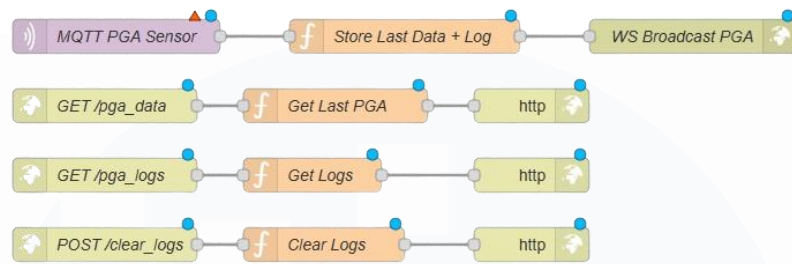 MQTT PGA Sensor Store Last Data + Log WS Broadcast PGA
GET /pga_data Get Last PGA http
GET /pga_logs Get Logs http
POST /clear_logs Clear Logs http